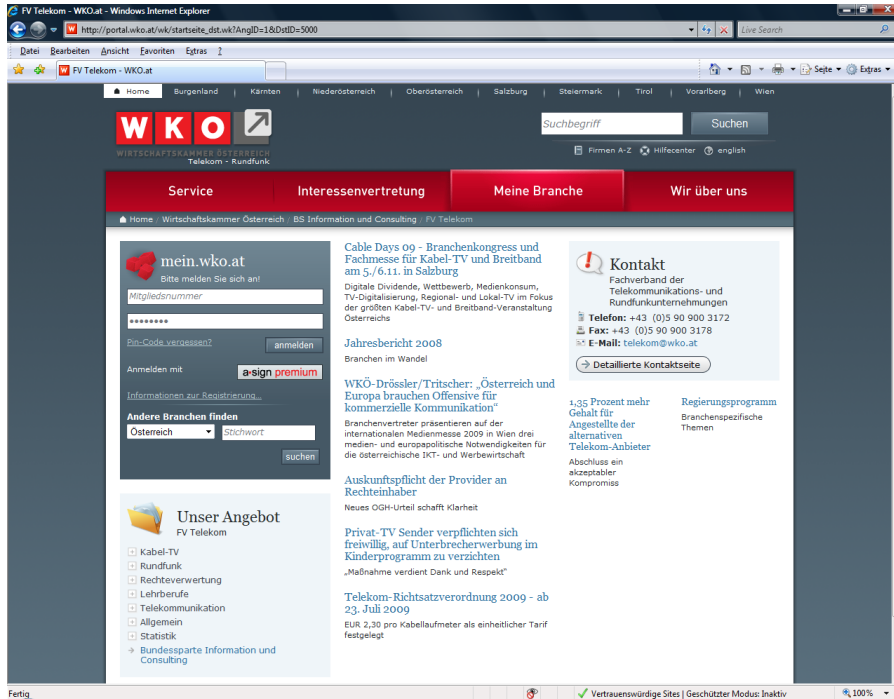 FV Telekom - WKO.at - Windows Internet Explorer
http://portal.wko.at/wk/startseite_dst.wk?AngID=1&DstID=5000
Live Search
Datei Bearbeiten Ansicht Favoriten Extras ?
FV Telekom - WKO.at
Seite
Extras
Home
Burgenland | Kärnten | Niederösterreich | Oberösterreich | Salzburg | Steiermark | Tirol | Vorarlberg | Wien
WKO
WIRTSCHAFTSKAMMER ÖSTERREICH
Telekom - Rundfunk
Suchbegriff
Suchen
Firmen A-Z Hilfecenter english
Service
Interessenvertretung
Meine Branche
Wir über uns
Home / Wirtschaftskammer Österreich / BS Information und Consulting / FV Telekom
mein.wko.at
Bitte melden Sie sich an!
Mitgliedsnummer
••••••••
Pin-Code vergessen?
anmelden
Anmelden mit
a·sign premium
Informationen zur Registrierung...
Andere Branchen finden
Österreich
Stichwort
suchen
Unser Angebot
FV Telekom
Kabel-TV
Rundfunk
Rechteverwertung
Lehrberufe
Telekommunikation
Allgemein
Statistik
Bundessparte Information und
Consulting
Cable Days 09 - Branchenkongress und
Fachmesse für Kabel-TV und Breitband
am 5./6.11. in Salzburg
Digitale Dividende, Wettbewerb, Medienkonsum,
TV-Digitalisierung, Regional- und Lokal-TV im Fokus
der größten Kabel-TV- und Breitband-Veranstaltung
Österreichs
Jahresbericht 2008
Branchen im Wandel
WKÖ-Drössler/Tritscher: „Österreich und
Europa brauchen Offensive für
kommerzielle Kommunikation“
Branchenvertreter präsentieren auf der
internationalen Medienmesse 2009 in Wien drei
medien- und europapolitische Notwendigkeiten für
die österreichische IKT- und Werbewirtschaft
Auskunftspflicht der Provider an
Rechteinhaber
Neues OGH-Urteil schafft Klarheit
Privat-TV Sender verpflichten sich
freiwillig, auf Unterbrecherwerbung im
Kinderprogramm zu
verzichten
„Maßnahme verdient Dank und Respekt"
Telekom-Richtsatzverordnung 2009 - ab
23. Juli 2009
EUR 2,30 pro Kabellaufmeter als einheitlicher Tarif
festgelegt
Kontakt
Fachverband der
Telekommunikations- und
Rundfunkunternehmungen
Telefon: +43 (0)5 90 900 3172
Fax: +43 (0)5 90 900 3178
E-Mail: telekom@wko.at
Detaillierte Kontaktseite
1,35 Prozent mehr
Gehalt für
Angestellte der
alternativen
Telekom-Anbieter
Abschluss ein
akzeptabler
Kompromiss
Regierungsprogramm
Branchenspezifische
Themen
Fertig
Vertrauenswürdige Sites | Geschützter Modus: Inaktiv
100%